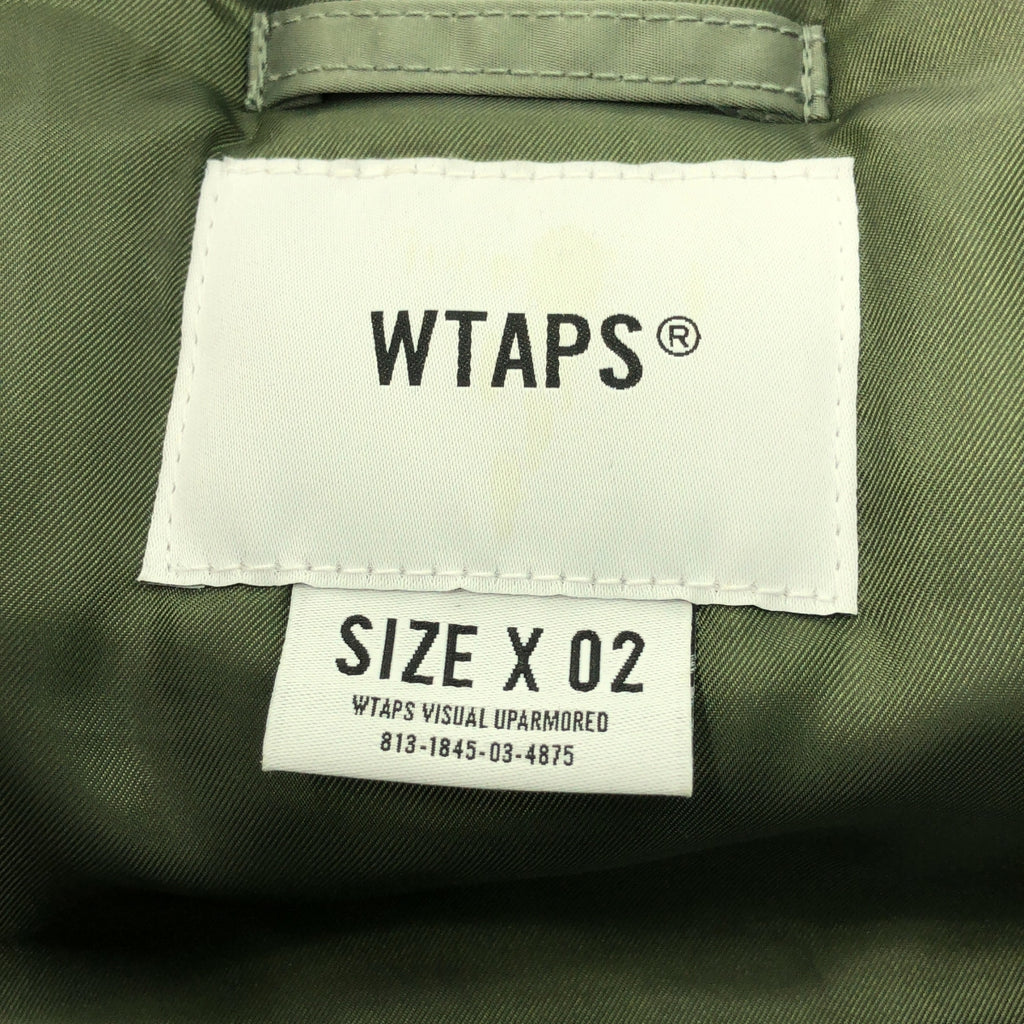 WTAPS®
SIZE X 02
WTAPS VISUAL UPARMORED
813-1845-03-4875